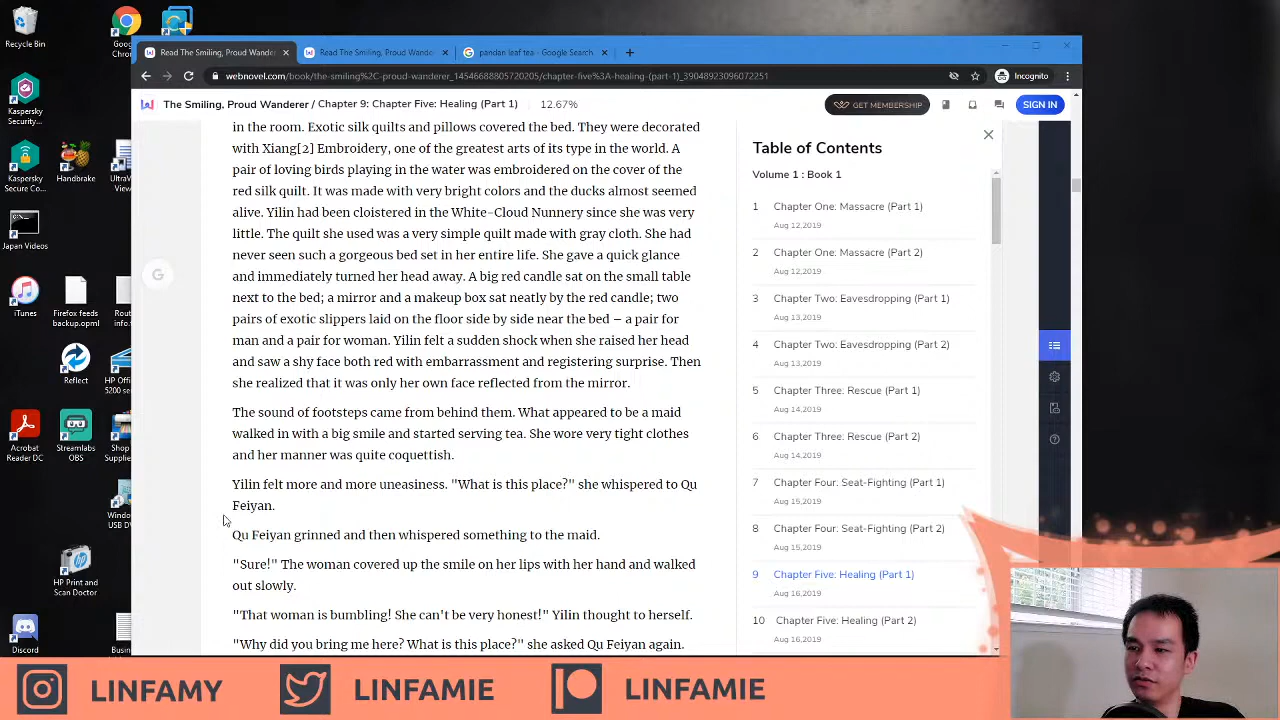 Recycle Bin
Google Chrom
Kaspersky Security...
Handbrake
UltraV
Kaspersky Secure Co...
Window
VE
Japan Videos
iTunes
Firefox feeds backup.opml
Route
info.
Reflect
HP Offic
5200 se
Acrobat Reader DC
Streamlabs OBS
Shop
Supplies
Windows
USB DV
HP Print and Scan Doctor
Discord
Busine
Read The Smiling, Proud Wander
Read The Smiling, Proud Wande
pandan leaf tea - Google Search
webnovel.com/book/the-smiling%2C-proud-wanderer_14546688805720205/chapter-five%3A-healing-(part-1)_39048923096072251
Incognito
The Smiling, Proud Wanderer / Chapter 9: Chapter Five: Healing (Part 1)
12.67%
GET MEMBERSHIP
SIGN IN
in the room. Exotic silk quilts and pillows covered the bed. They were decorated
with Xiang[2] Embroidery, one of the greatest arts of its type in the world. A
pair of loving birds playing in the water was embroidered on the cover of the
red silk quilt. It was made with very bright colors and the ducks almost seemed
alive. Yilin had been cloistered in the White-Cloud Nunnery since she was very
little. The quilt she used was a very simple quilt made with gray cloth. She had
never seen such a gorgeous bed set in her entire life. She gave a quick glance
and immediately turned her head away. A big red candle sat on the small table
next to the bed; a mirror and a makeup box sat neatly by the red candle; two
pairs of exotic slippers laid on the floor side by side near the bed – a pair for
man and a pair for woman. Yilin felt a sudden shock when she raised her head
and saw a shy face both red with embarrassment and registering surprise. Then
she realized that it was only her own face reflected from the mirror.
The sound of footsteps came from behind them. What appeared to be a maid
walked in with a big smile and started serving tea. She wore very tight clothes
and her manner was quite coquettish.
Yilin felt more and more uneasiness. "What is this place?" she whispered to Qu
Feiyan.
Qu Feiyan grinned and then whispered something to the maid.
"Sure!" The woman covered up the smile on her lips with her hand and walked
out slowly.
"That woman is bumbling! She can't be very honest!" Yilin thought to herself.
"Why did you bring me here? What is this place?" she asked Qu Feiyan again.
Table of Contents
Volume 1 : Book 1
1 Chapter One: Massacre (Part 1)
Aug 12,2019
2 Chapter One: Massacre (Part 2)
Aug 12,2019
3 Chapter Two: Eavesdropping (Part 1)
Aug 13,2019
4 Chapter Two: Eavesdropping (Part 2)
Aug 13,2019
5 Chapter Three: Rescue (Part 1)
Aug 14,2019
6 Chapter Three: Rescue (Part 2)
Aug 14,2019
7 Chapter Four: Seat-Fighting (Part 1)
Aug 15,2019
8 Chapter Four: Seat-Fighting (Part 2)
Aug 15,2019
9 Chapter Five: Healing (Part 1)
Aug 16,2019
10 Chapter Five: Healing (Part 2)
Aug 16,2019
LINFAMY
LINFAMIE
LINFAMIE